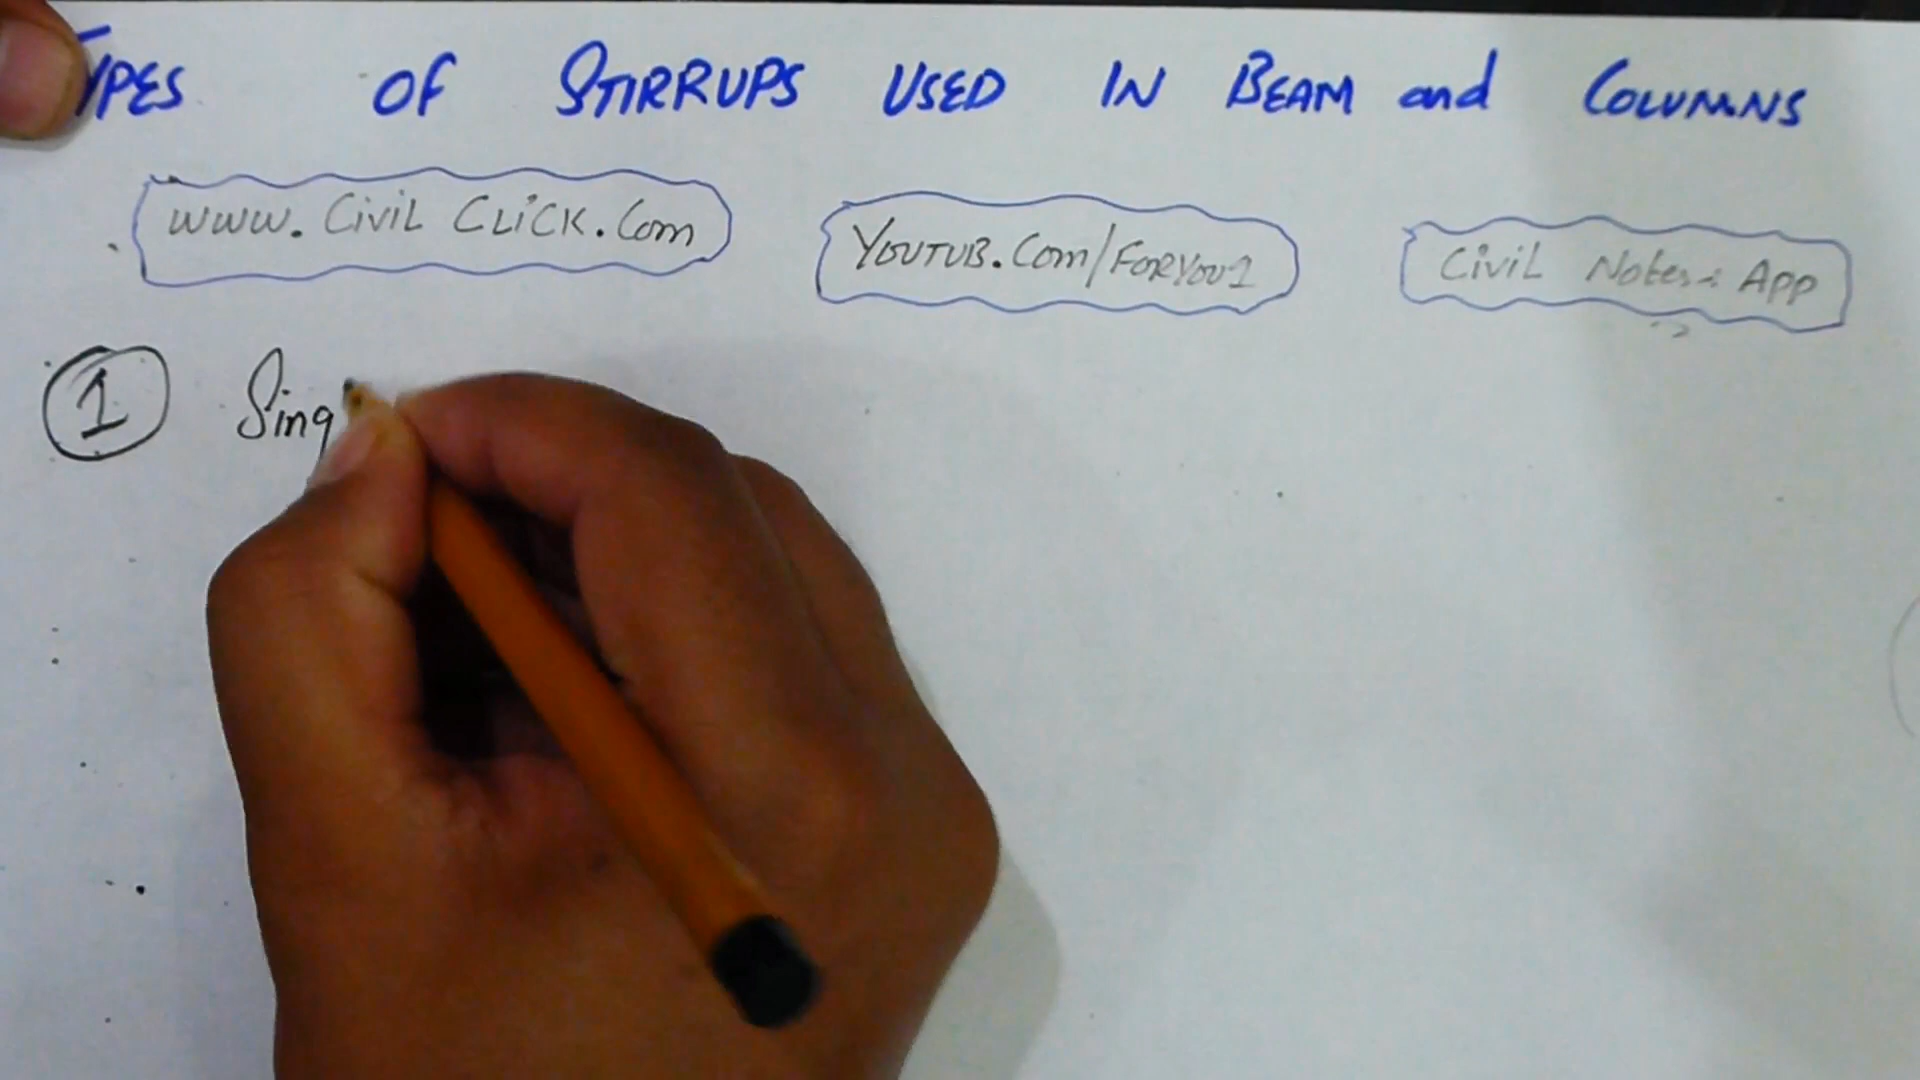 TYPES OF STIRRUPS USED IN BEAM and COLUMNS
www.Civil CLICK.Com
YOUTUB.Com/FORYOU1
Civil Notes App
1 Sing